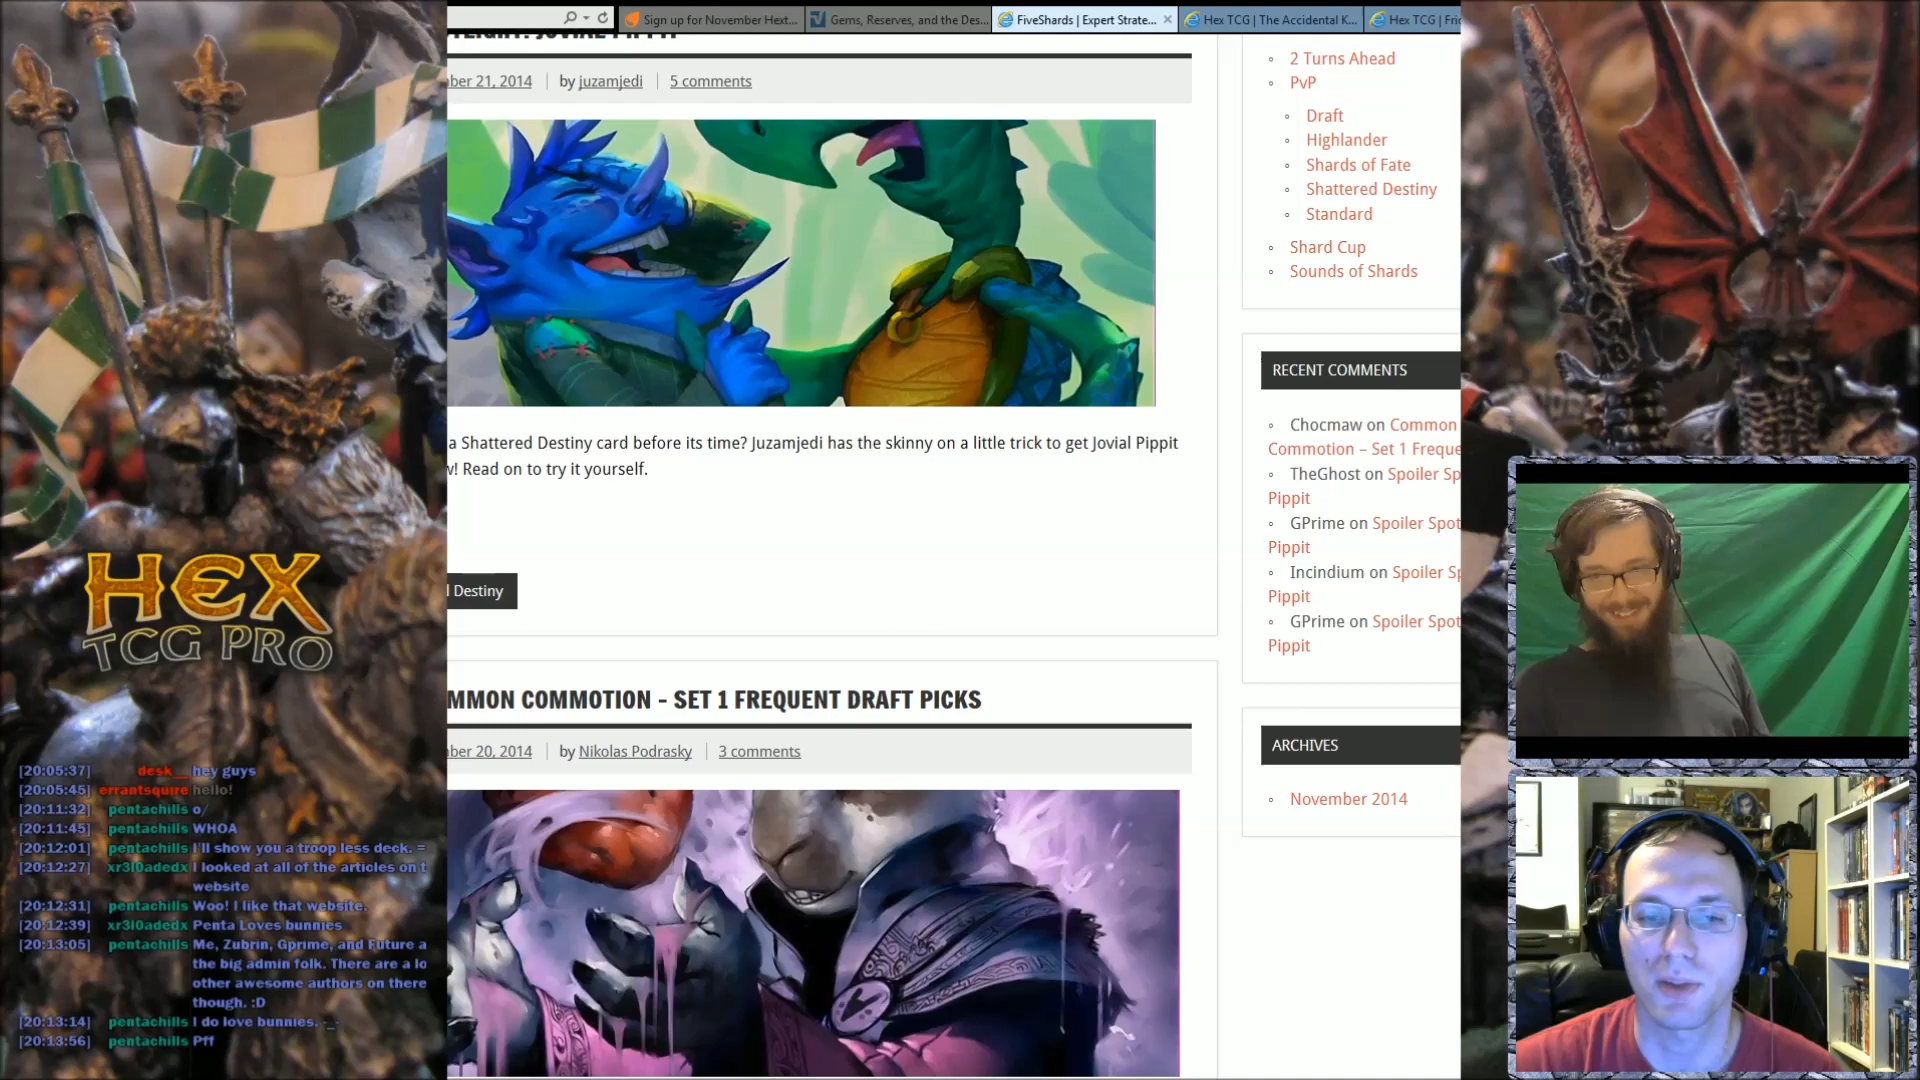 Sign up for November Hext...
Gems, Reserves, and the Des...
FiveShards | Expert Strate...
Hex TCG | The Accidental K...
Hex TCG | Fric
ber 21, 2014
by juzamjedi
5 comments
a Shattered Destiny card before its time? Juzamjedi has the skinny on a little trick to get Jovial Pippit
w! Read on to try it yourself.
l Destiny
MMON COMMOTION – SET 1 FREQUENT DRAFT PICKS
ber 20, 2014
by Nikolas Podrasky
3 comments
2 Turns Ahead
PvP
Draft
Highlander
Shards of Fate
Shattered Destiny
Standard
Shard Cup
Sounds of Shards
RECENT COMMENTS
Chocmaw on Common
Commotion – Set 1 Freque
TheGhost on Spoiler Sp
Pippit
GPrime on Spoiler Spot
Pippit
Incindium on Spoiler Sp
Pippit
GPrime on Spoiler Spot
Pippit
ARCHIVES
November 2014
HEX
TCG PRO
[20:05:37] desk__ hey guys
[20:05:45] errantsquire hello!
[20:11:32] pentachills o/
[20:11:45] pentachills WHOA
[20:12:01] pentachills I'll show you a troop less deck. =
[20:12:27] xr3l0adedx I looked at all of the articles on t
website
[20:12:31] pentachills Woo! I like that website.
[20:12:39] xr3l0adedx Penta Loves bunnies
[20:13:05] pentachills Me, Zubrin, Gprime, and Future a
the big admin folk. There are a lo
other awesome authors on there
though. :D
[20:13:14] pentachills I do love bunnies. -_-
[20:13:56] pentachills Pff